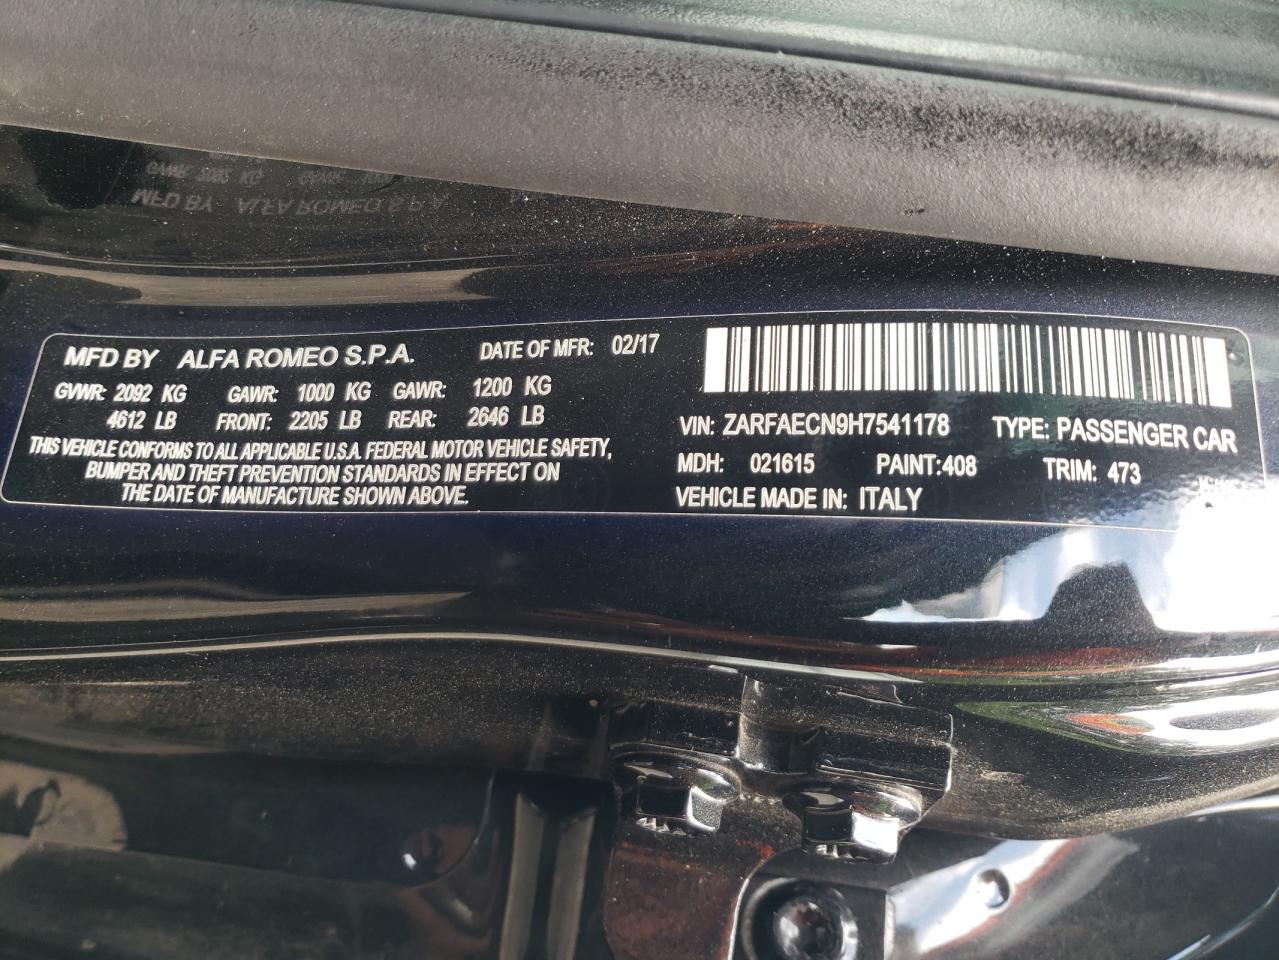 MFD BY ALFA ROMEO S.P.A. DATE OF MFR: 02/17
GVWR: 2092 KG GAWR: 1000 KG GAWR: 1200 KG
4612 LB FRONT: 2205 LB REAR: 2646 LB
THIS VEHICLE CONFORMS TO ALL APPLICABLE U.S.A. FEDERAL MOTOR VEHICLE SAFETY,
BUMPER AND THEFT PREVENTION STANDARDS IN EFFECT ON
THE DATE OF MANUFACTURE SHOWN ABOVE.
VIN: ZARFAECN9H7541178 TYPE: PASSENGER CAR
MDH: 021615 PAINT:408 TRIM: 473
VEHICLE MADE IN: ITALY